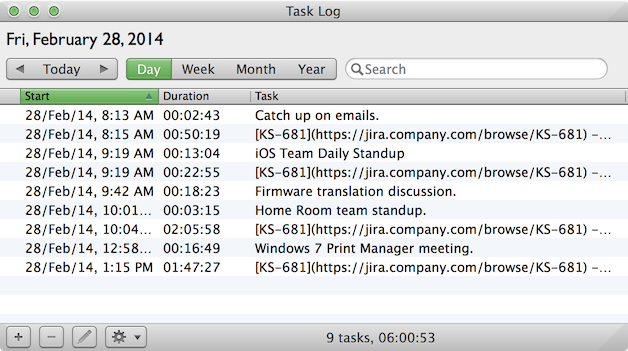 Task Log
Fri, February 28, 2014
Today Day Week Month Year Search
Start Duration Task
28/Feb/14, 8:13 AM 00:02:43 Catch up on emails.
28/Feb/14, 8:15 AM 00:50:19 [KS-681](https://jira.company.com/browse/KS-681) –...
28/Feb/14, 9:19 AM 00:13:04 iOS Team Daily Standup
28/Feb/14, 9:19 AM 00:22:55 [KS-681](https://jira.company.com/browse/KS-681) –...
28/Feb/14, 9:42 AM 00:18:23 Firmware translation discussion.
28/Feb/14, 10:01... 00:03:15 Home Room team standup.
28/Feb/14, 10:04... 02:05:58 [KS-681](https://jira.company.com/browse/KS-681) –...
28/Feb/14, 12:58... 00:16:49 Windows 7 Print Manager meeting.
28/Feb/14, 1:15 PM 01:47:27 [KS-681](https://jira.company.com/browse/KS-681) –...
9 tasks, 06:00:53